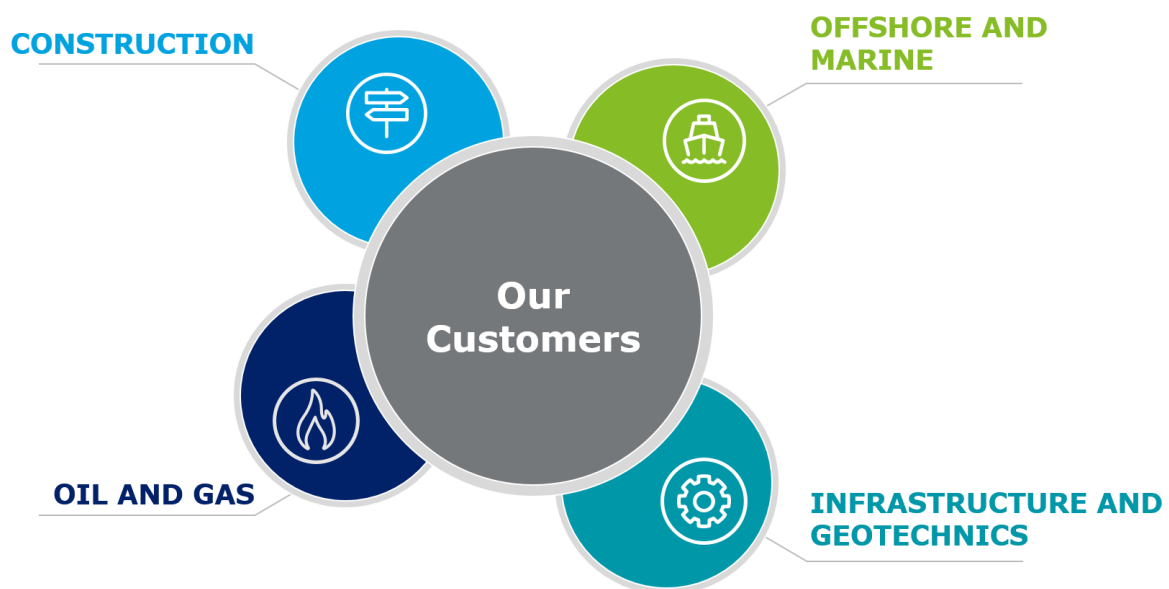 CONSTRUCTION
OFFSHORE AND
MARINE
Our
Customers
OIL AND GAS
INFRASTRUCTURE AND
GEOTECHNICS